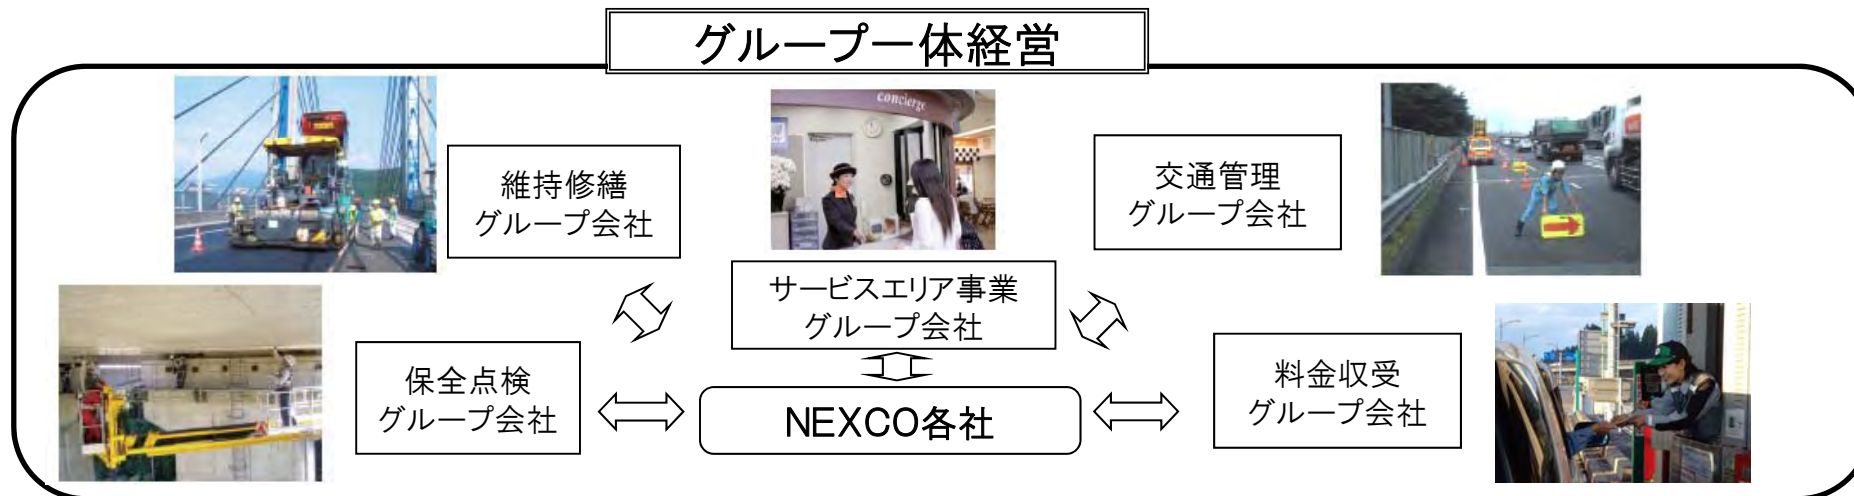 グループ一体経営
concierge
維持修繕
グループ会社
交通管理
グループ会社
サービスエリア事業
グループ会社
保全点検
グループ会社
NEXCO各社
料金収受
グループ会社